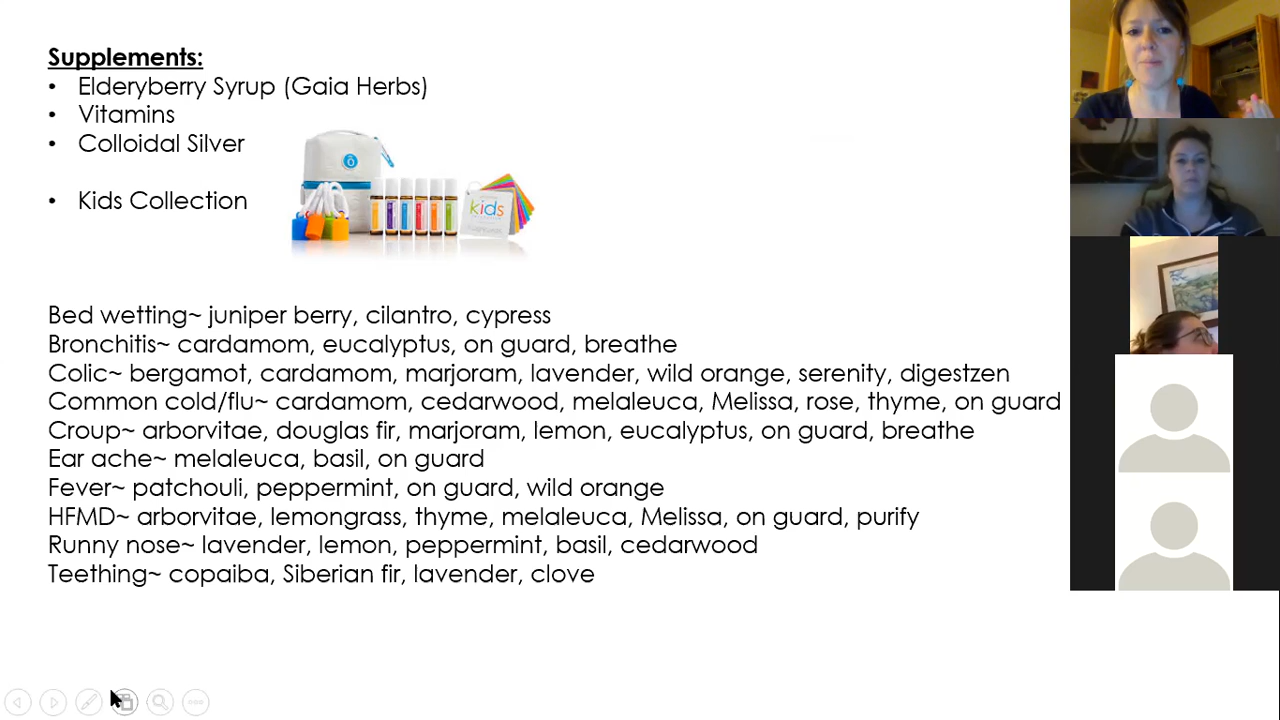 Supplements:
• Elderyberry Syrup (Gaia Herbs)
• Vitamins
• Colloidal Silver
• Kids Collection
kids
Bed wetting~ juniper berry, cilantro, cypress
Bronchitis~ cardamom, eucalyptus, on guard, breathe
Colic~ bergamot, cardamom, marjoram, lavender, wild orange, serenity, digestzen
Common cold/flu~ cardamom, cedarwood, melaleuca, Melissa, rose, thyme, on guard
Croup~ arborvitae, douglas fir, marjoram, lemon, eucalyptus, on guard, breathe
Ear ache~ melaleuca, basil, on guard
Fever~ patchouli, peppermint, on guard, wild orange
HFMD~ arborvitae, lemongrass, thyme, melaleuca, Melissa, on guard, purify
Runny nose~ lavender, lemon, peppermint, basil, cedarwood
Teething~ copaiba, Siberian fir, lavender, clove